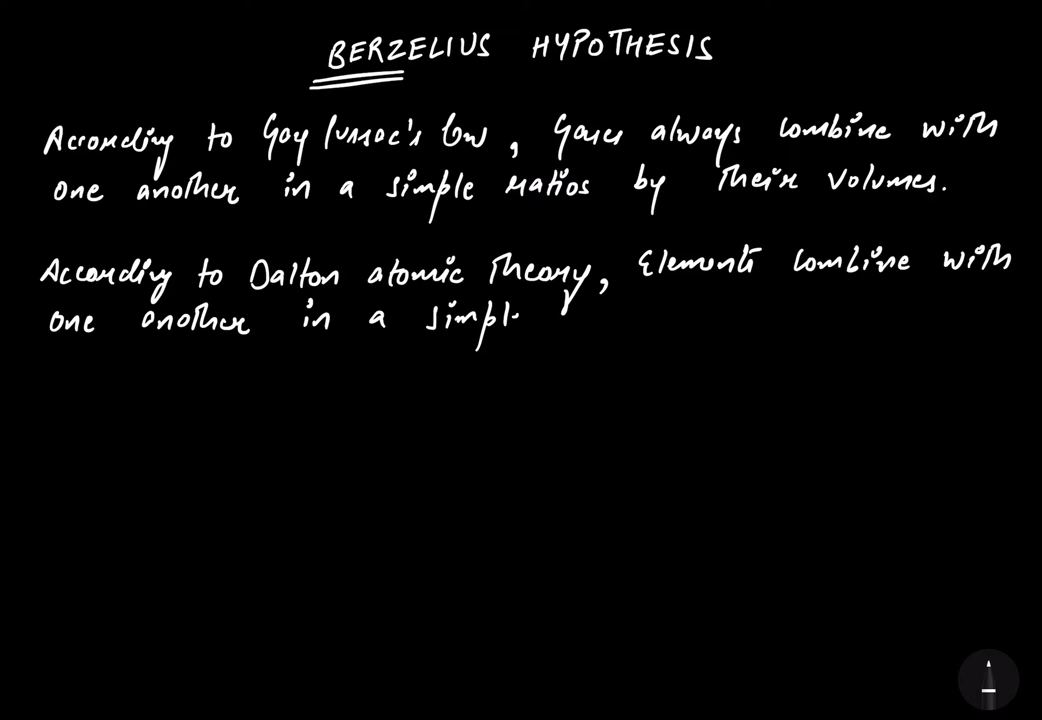 BERZELIUS HYPOTHESIS
According to Gay lussac's law, Gases always combine with
one another in a simple ratios by their volumes.
According to Dalton atomic theory, Elements combine with
one another in a simpl